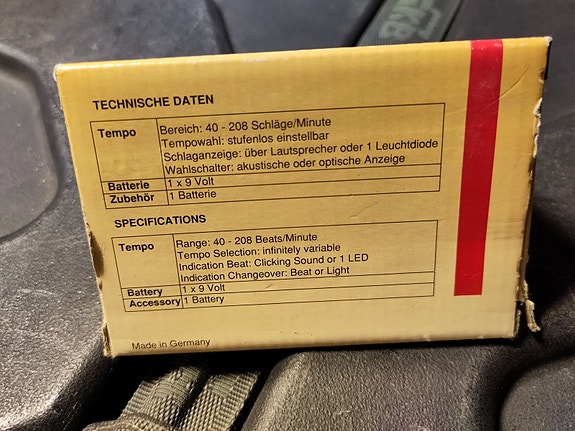 TECHNISCHE DATEN
Tempo Bereich: 40 - 208 Schläge/Minute
Tempowahl: stufenlos einstellbar
Schlaganzeige: über Lautsprecher oder 1 Leuchtdiode
Wahlschalter: akustische oder optische Anzeige
Batterie 1 x 9 Volt
Zubehör 1 Batterie
SPECIFICATIONS
Tempo Range: 40 - 208 Beats/Minute
Tempo Selection: infinitely variable
Indication Beat: Clicking Sound or 1 LED
Indication Changeover: Beat or Light
Battery 1 x 9 Volt
Accessory 1 Battery
Made in Germany